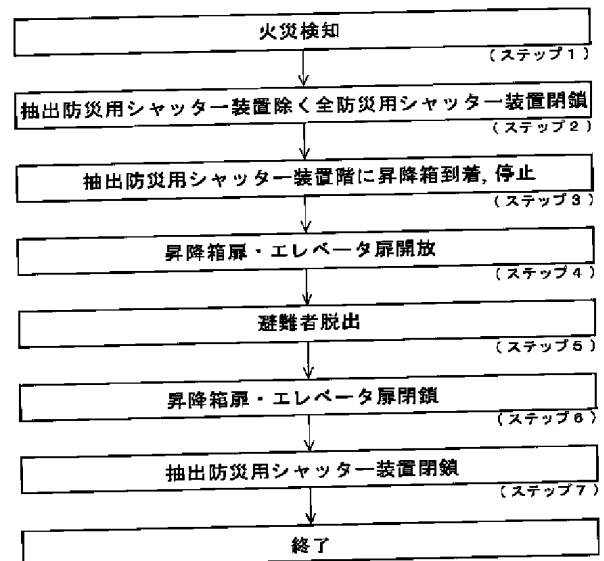 火災検知
(ステップ1)
抽出防災用シャッター装置除く全防災用シャッター装置閉鎖
(ステップ2)
抽出防災用シャッター装置階に昇降箱到着,停止
(ステップ3)
昇降箱扉・エレベータ扉開放
(ステップ4)
避難者脱出
(ステップ5)
昇降箱扉・エレベータ扉閉鎖
(ステップ6)
抽出防災用シャッター装置閉鎖
(ステップ7)
終了